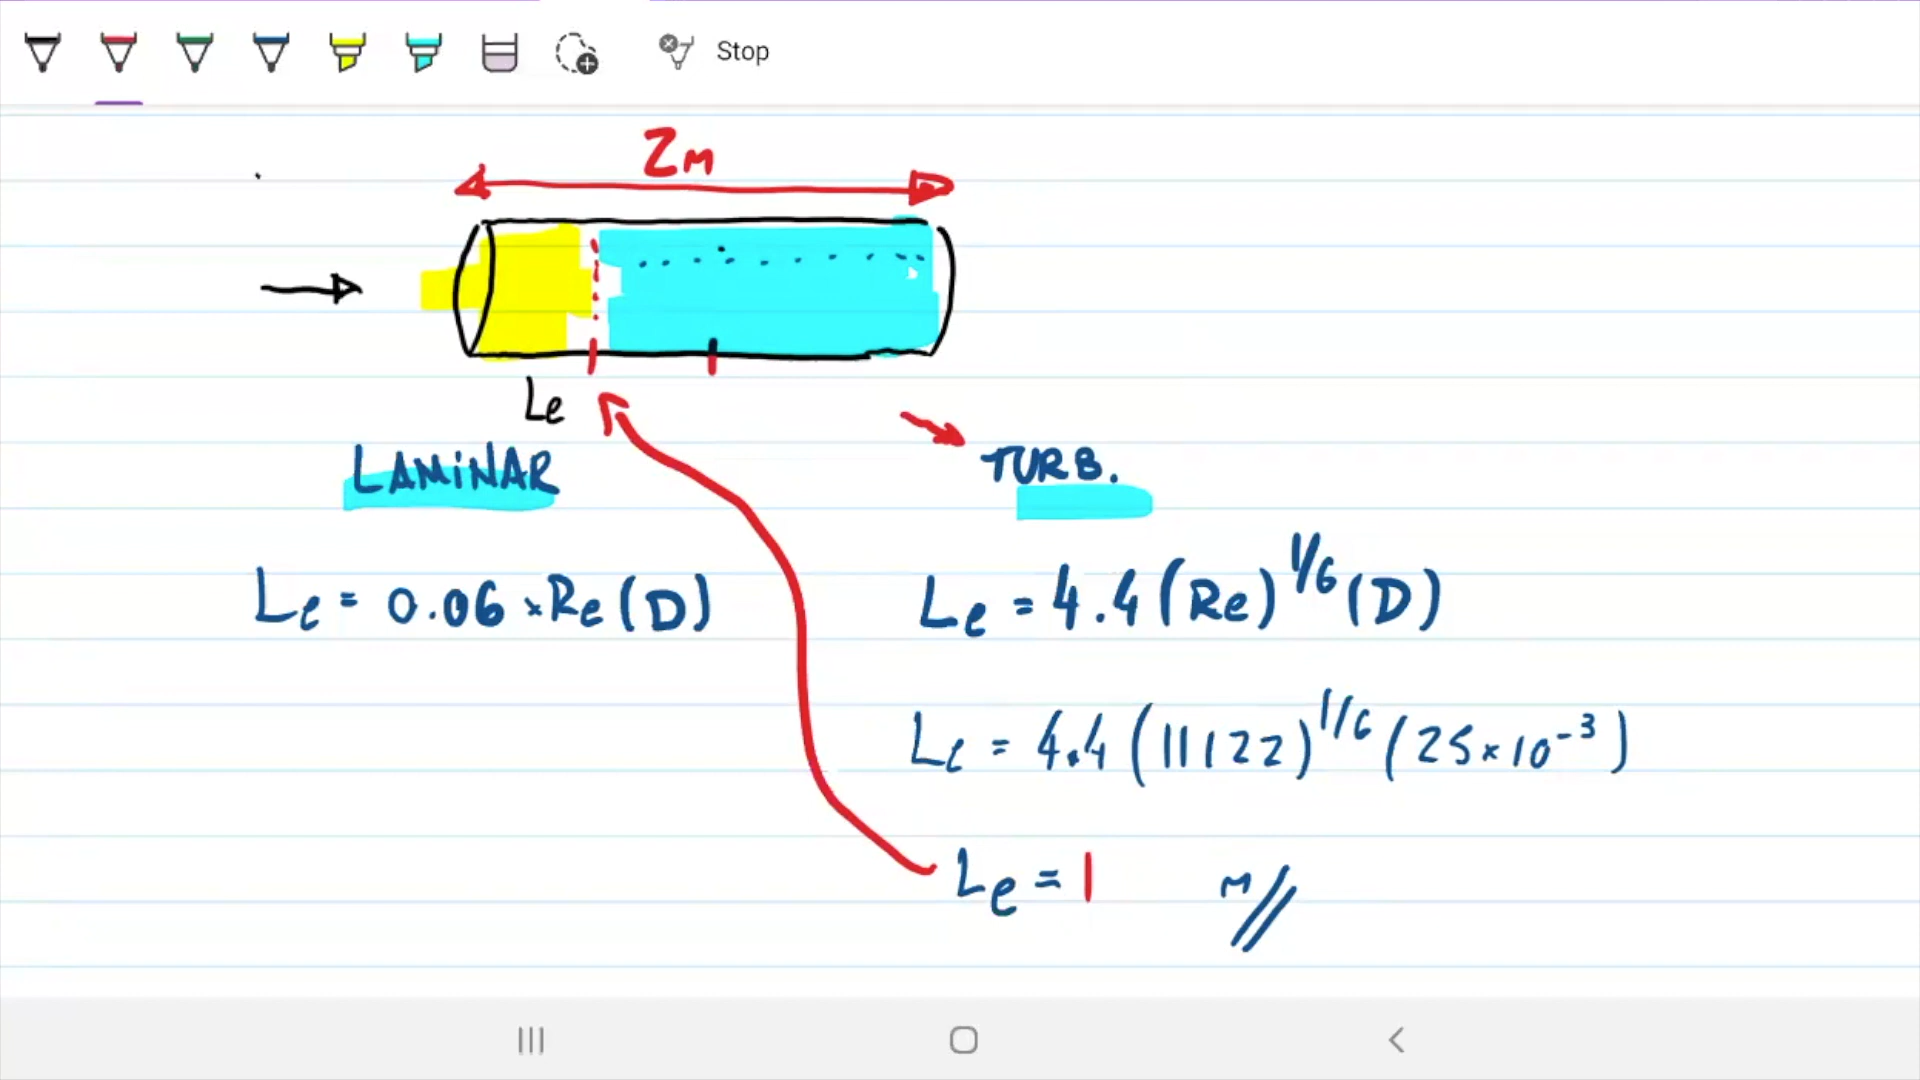 Stop
2m
Le
LAMINAR
TURB.
Le = 0.06 × Re (D)
Le = 4.4 (Re)^1/6 (D)
Le = 4.4 (11122)^1/6 (25 × 10^-3)
Le = 1 m